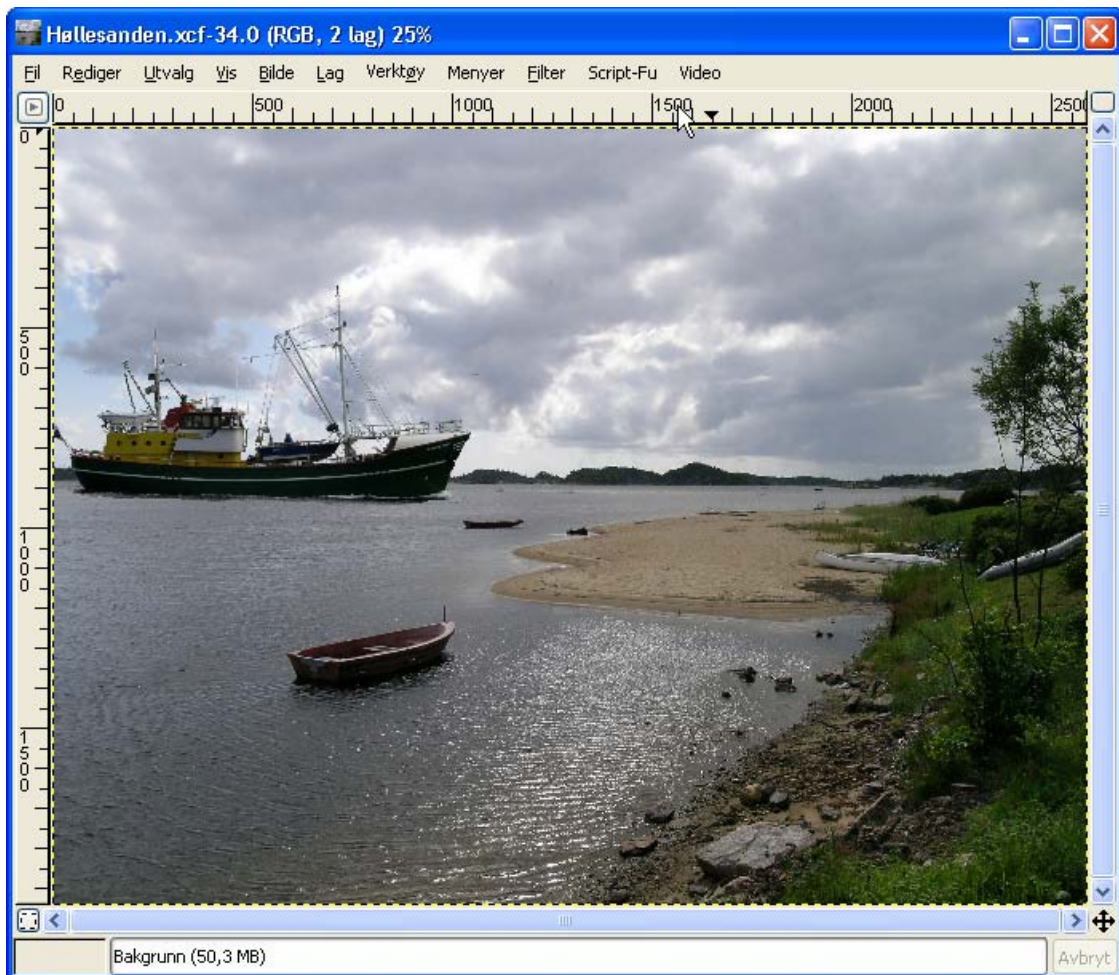 Høllesanden.xcf-34.0 (RGB, 2 lag) 25%
Fil Rediger Utvalg Vis Bilde Lag Verktøy Menyer Filter Script-Fu Video
0 500 1000 1500 2000 2500
0
500
1000
1500
Bakgrunn (50,3 MB) Avbryt